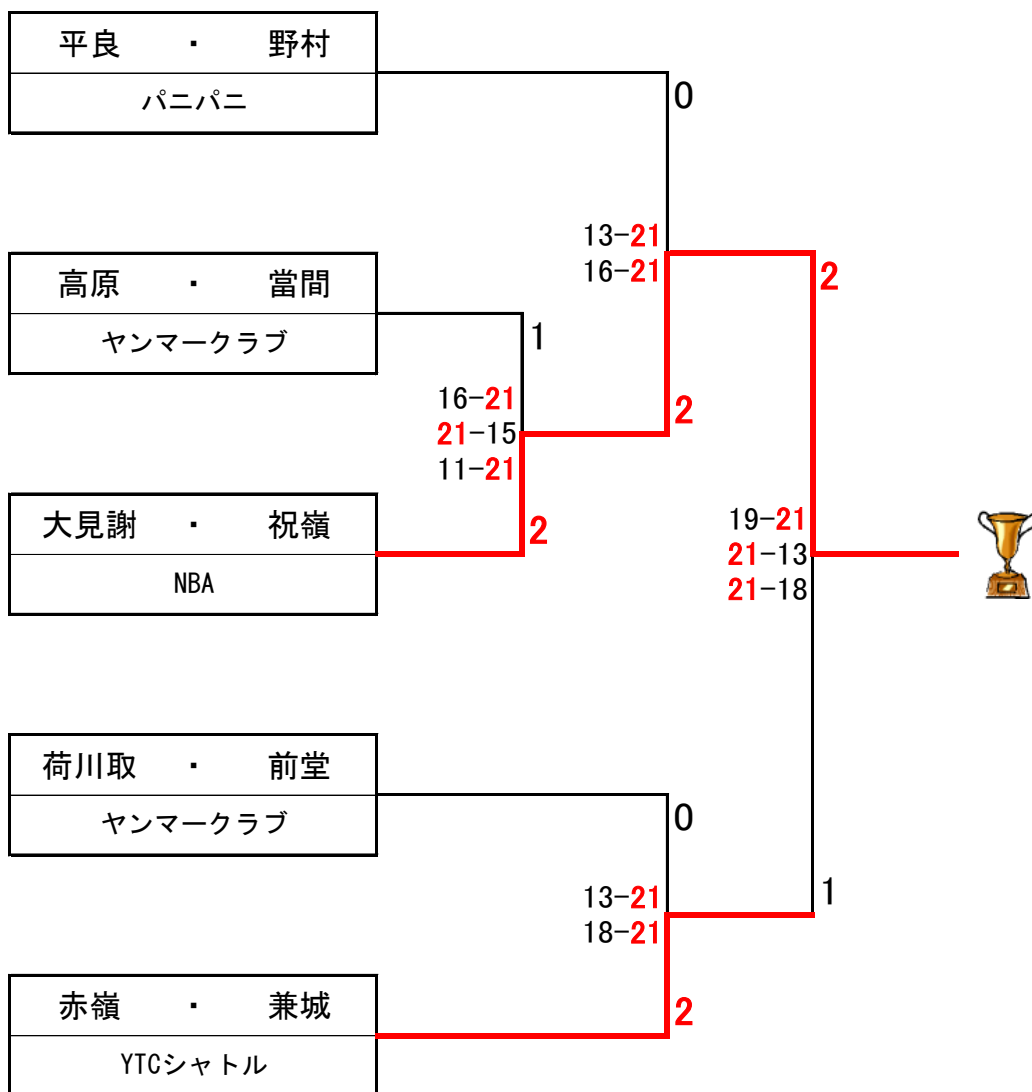 平良 ・ 野村
パニパニ
0
13-21
16-21
2
高原 ・ 當間
ヤンマークラブ
1
16-21
21-15
11-21
2
大見謝 ・ 祝嶺
NBA
2
19-21
21-13
21-18
荷川取 ・ 前堂
ヤンマークラブ
0
13-21
18-21
1
赤嶺 ・ 兼城
YTCシャトル
2